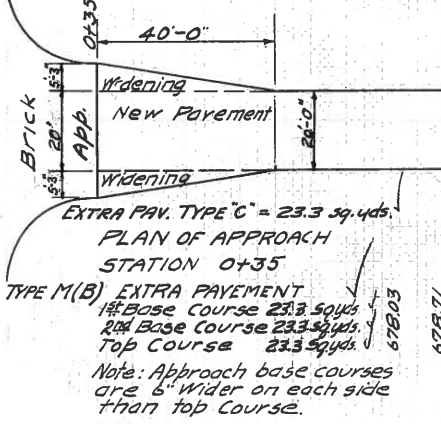 0+35
40'-0"
5'-3"
Widening
New Pavement
Brick
20'
App.
20'-0"
Widening
5'-3"
EXTRA PAV. TYPE "C" = 23.3 sq.yds.
PLAN OF APPROACH
STATION 0+35
TYPE M(B) EXTRA PAVEMENT
1st Base Course 23.3 sq.yds.
2nd Base Course 23.3 sq.yds.
Top Course 23.3 sq.yds.
678.03
678.71
Note: Approach base courses
are 6" Wider on each side
than top Course.